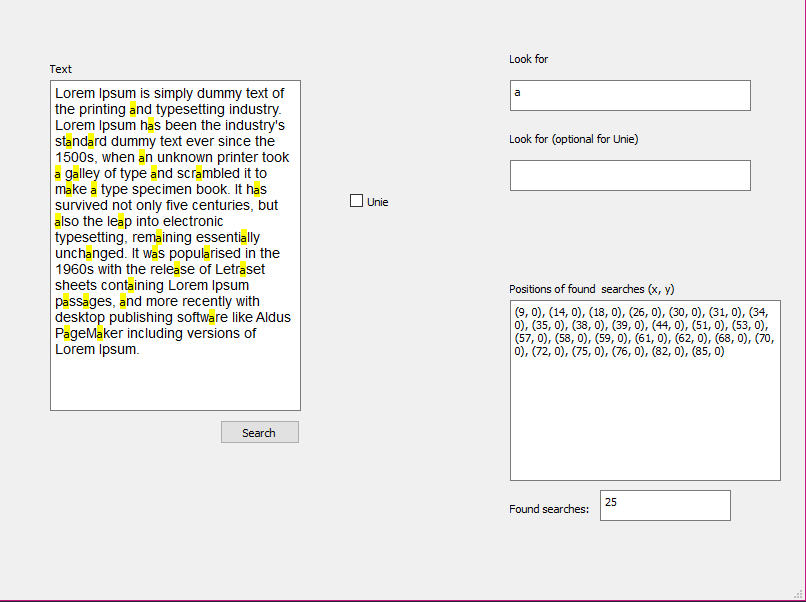 Text
Lorem Ipsum is simply dummy text of
the printing and typesetting industry.
Lorem Ipsum has been the industry's
standard dummy text ever since the
1500s, when an unknown printer took
a galley of type and scrambled it to
make a type specimen book. It has
survived not only five centuries, but
also the leap into electronic
typesetting, remaining essentially
unchanged. It was popularised in the
1960s with the release of Letraset
sheets containing Lorem Ipsum
passages, and more recently with
desktop publishing software like Aldus
PageMaker including versions of
Lorem Ipsum.
Search
Unie
Look for
a
Look for (optional for Unie)
Positions of found  searches (x, y)
(9, 0), (14, 0), (18, 0), (26, 0), (30, 0), (31, 0), (34,
0), (35, 0), (38, 0), (39, 0), (44, 0), (51, 0), (53, 0),
(57, 0), (58, 0), (59, 0), (61, 0), (62, 0), (68, 0), (70,
0), (72, 0), (75, 0), (76, 0), (82, 0), (85, 0)
Found searches:
25